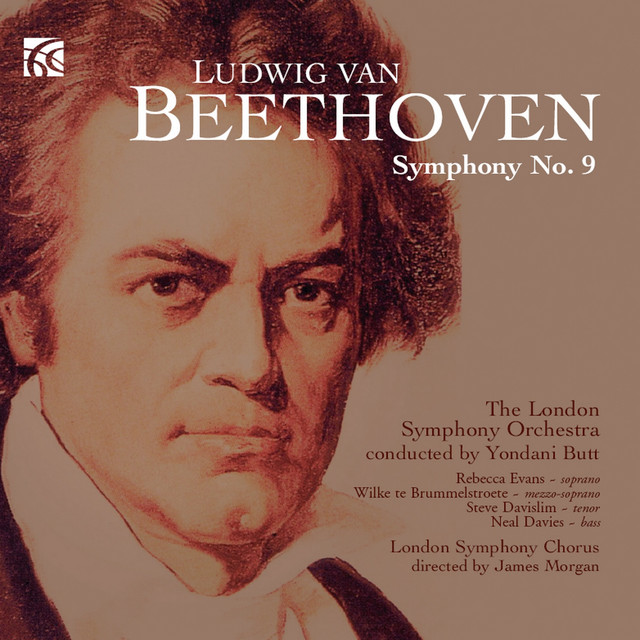 LUDWIG VAN
BEETHOVEN
Symphony No. 9
The London
Symphony Orchestra
conducted by Yondani Butt
Rebecca Evans – soprano
Wilke te Brummelstroete – mezzo-soprano
Steve Davislim – tenor
Neal Davies – bass
London Symphony Chorus
directed by James Morgan